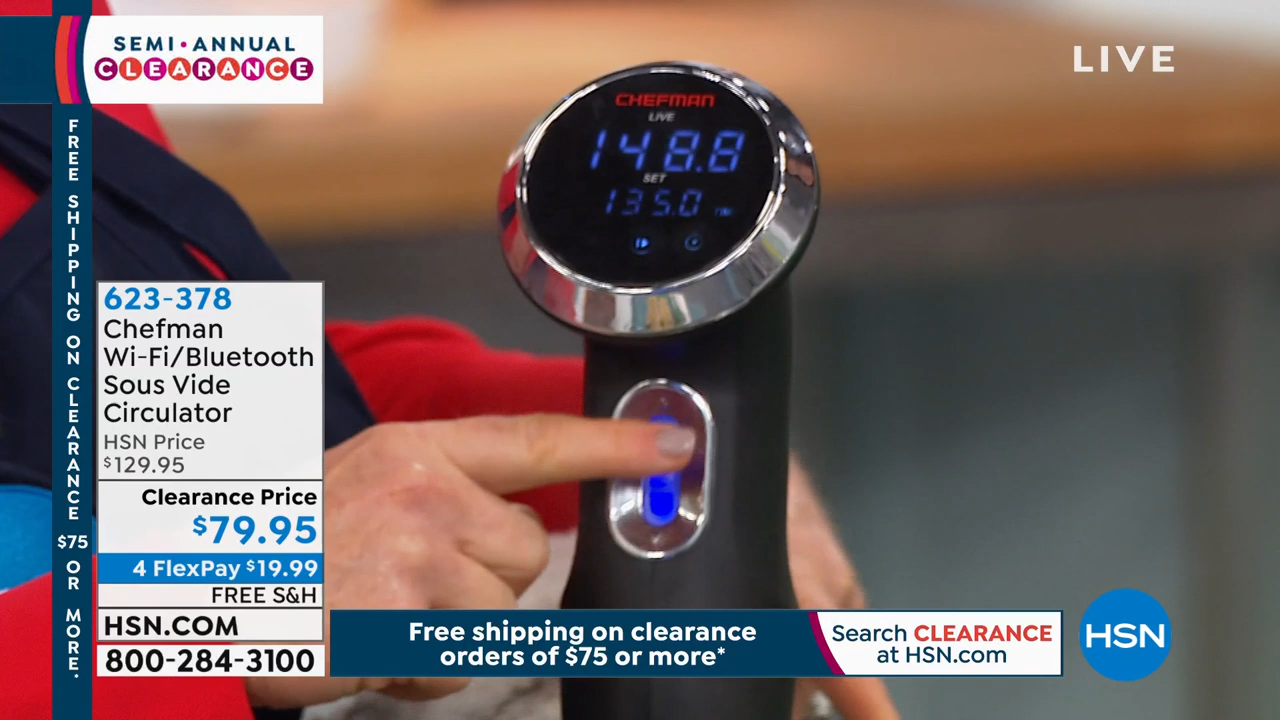 SEMI•ANNUAL
CLEARANCE
LIVE
FREE SHIPPING ON CLEARANCE $75 OR MORE.
CHEFMAN
LIVE
148.8
SET
135.0
623-378
Chefman
Wi-Fi/Bluetooth
Sous Vide
Circulator
HSN Price
$129.95
Clearance Price
$79.95
4 FlexPay $19.99
FREE S&H
HSN.COM
800-284-3100
Free shipping on clearance
orders of $75 or more*
Search CLEARANCE
at HSN.com
HSN